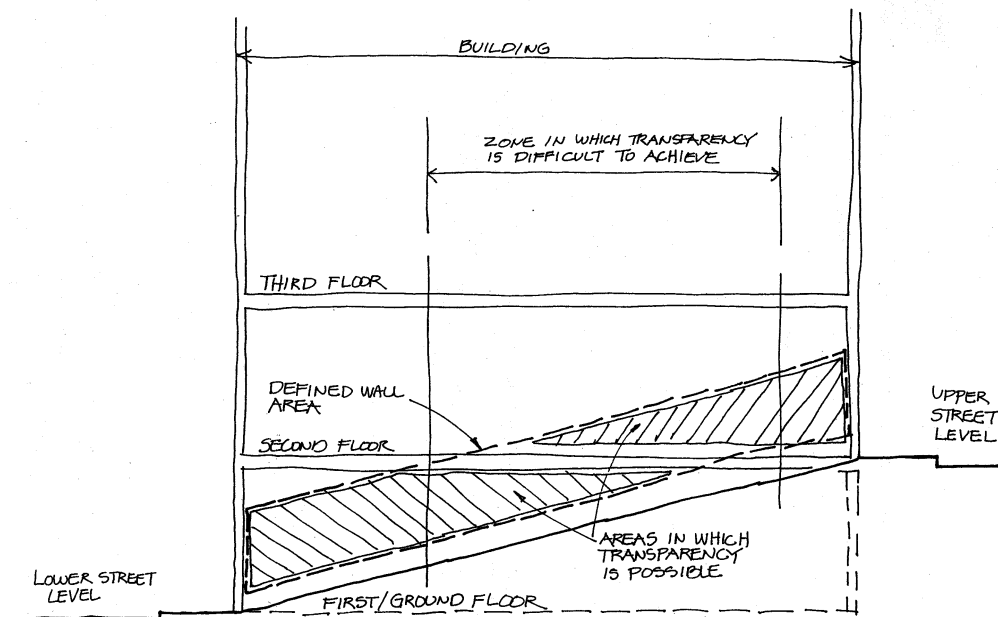 BUILDING
ZONE IN WHICH TRANSPARENCY
IS DIFFICULT TO ACHIEVE
THIRD FLOOR
DEFINED WALL
AREA
UPPER
STREET
LEVEL
SECOND FLOOR
AREAS IN WHICH
TRANSPARENCY
IS POSSIBLE
LOWER STREET
LEVEL
FIRST/GROUND FLOOR